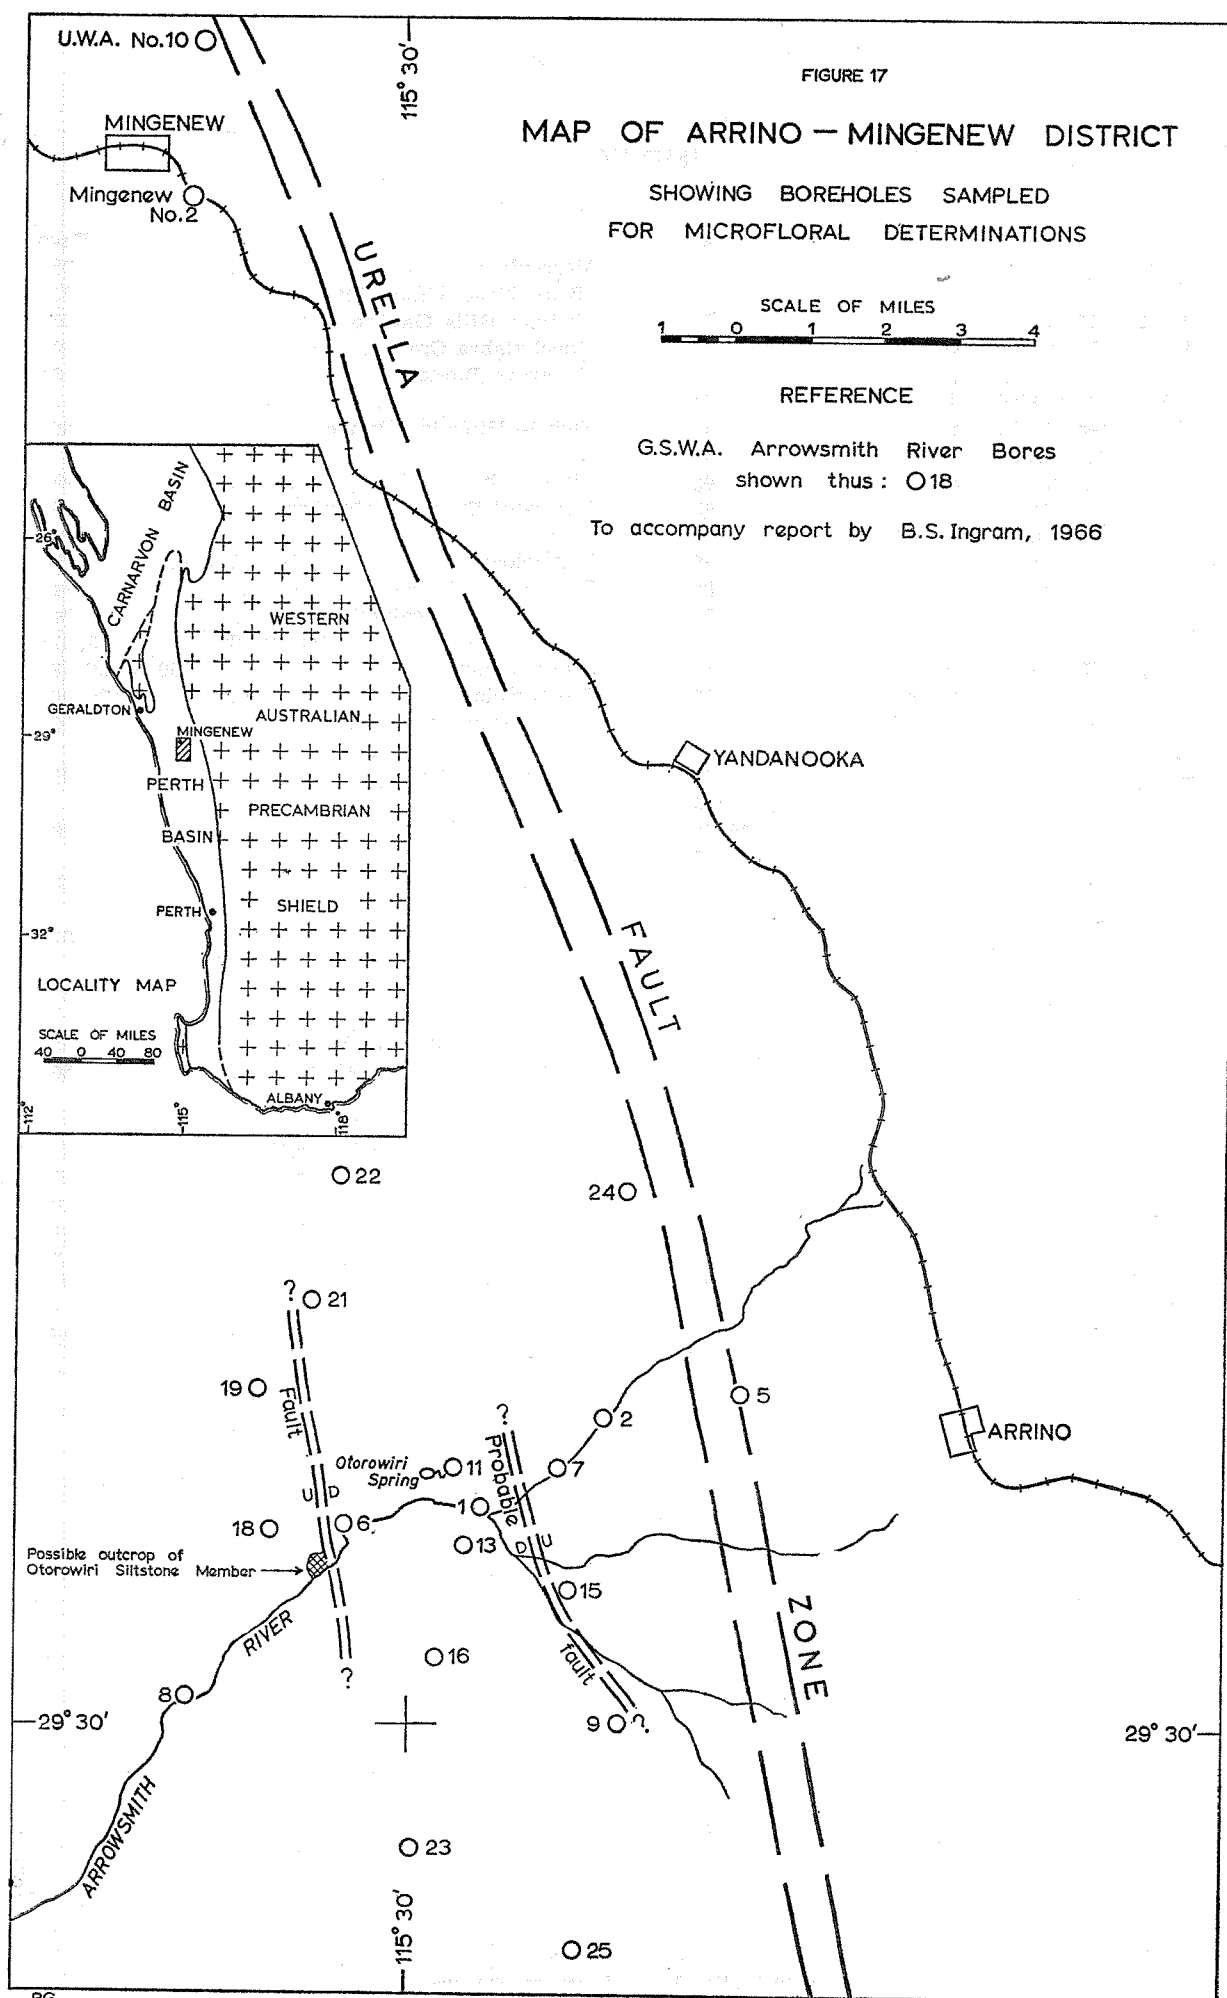 U.W.A. No.10
115° 30'
FIGURE 17
MAP OF ARRINO — MINGENEW DISTRICT
SHOWING BOREHOLES SAMPLED
FOR MICROFLORAL DETERMINATIONS
MINGENEW
Mingenew
No.2
SCALE OF MILES
1 0 1 2 3 4
REFERENCE
G.S.W.A. Arrowsmith River Bores
shown thus : O 18
To accompany report by B.S. Ingram, 1966
URELLA
FAULT
ZONE
CARNARVON BASIN
26°
WESTERN
AUSTRALIAN
PRECAMBRIAN
SHIELD
GERALDTON
29°
MINGENEW
PERTH
BASIN
PERTH
32°
LOCALITY MAP
SCALE OF MILES
40 0 40 80
ALBANY
112°
115°
118°
YANDANOOKA
22
24
?
21
19
Fault
5
2
ARRINO
?
Probable
Otorowiri
Spring
11
7
1
U D
18
6
13
D U
Possible outcrop of
Otorowiri Siltstone Member
15
RIVER
16
fault
?
8
9
?
29° 30'
29° 30'
ARROWSMITH
23
115° 30'
25